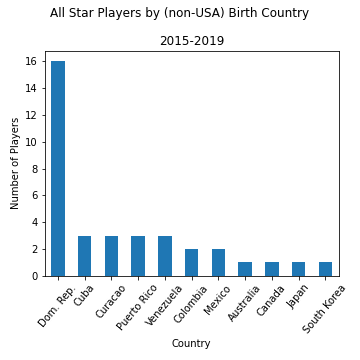 All Star Players by (non-USA) Birth Country
2015-2019
16
14
12
10
8
6
4
2
0
Number of Players
Dom. Rep.
Cuba
Curacao
Puerto Rico
Venezuela
Colombia
Mexico
Australia
Canada
Japan
South Korea
Country